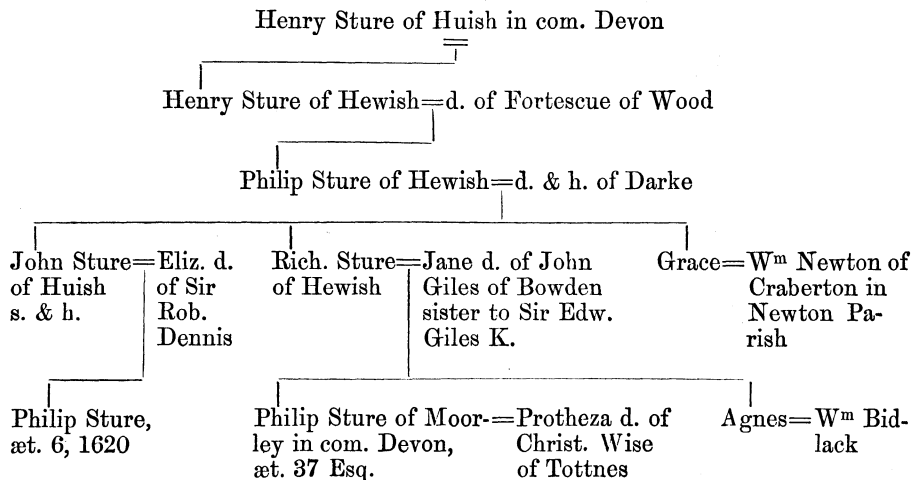 Henry Sture of Huish in com. Devon
Henry Sture of Hewish=d. of Fortescue of Wood
Philip Sture of Hewish=d. & h. of Darke
John Sture=Eliz. d.
of Huish of Sir
s. & h. Rob.
Dennis
Rich. Sture=Jane d. of John
of Hewish Giles of Bowden
sister to Sir Edw.
Giles K.
Grace=Wm Newton of
Craberton in
Newton Pa-
rish
Philip Sture,
æt. 6, 1620
Philip Sture of Moor-=Protheza d. of
ley in com. Devon, Christ. Wise
æt. 37 Esq. of Tottnes
Agnes=Wm Bid-
lack